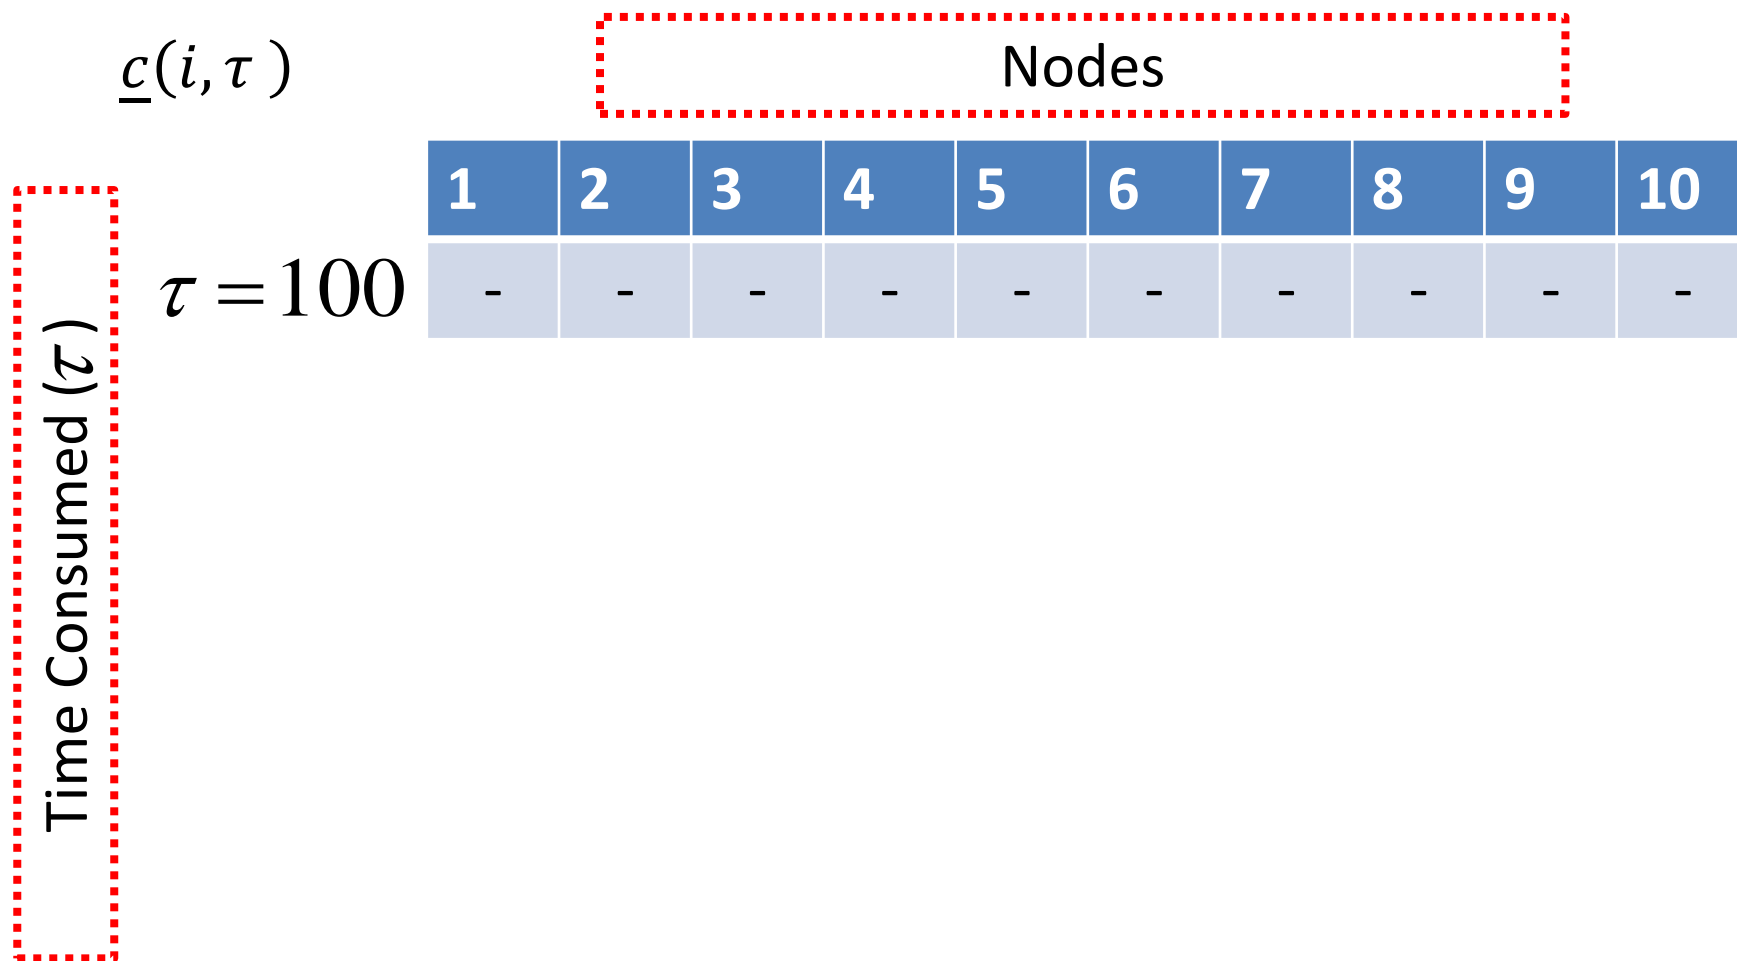 c(i, τ )
Nodes
1 2 3 4 5 6 7 8 9 10
τ = 100 - - - - - - - - - -
Time Consumed (τ )